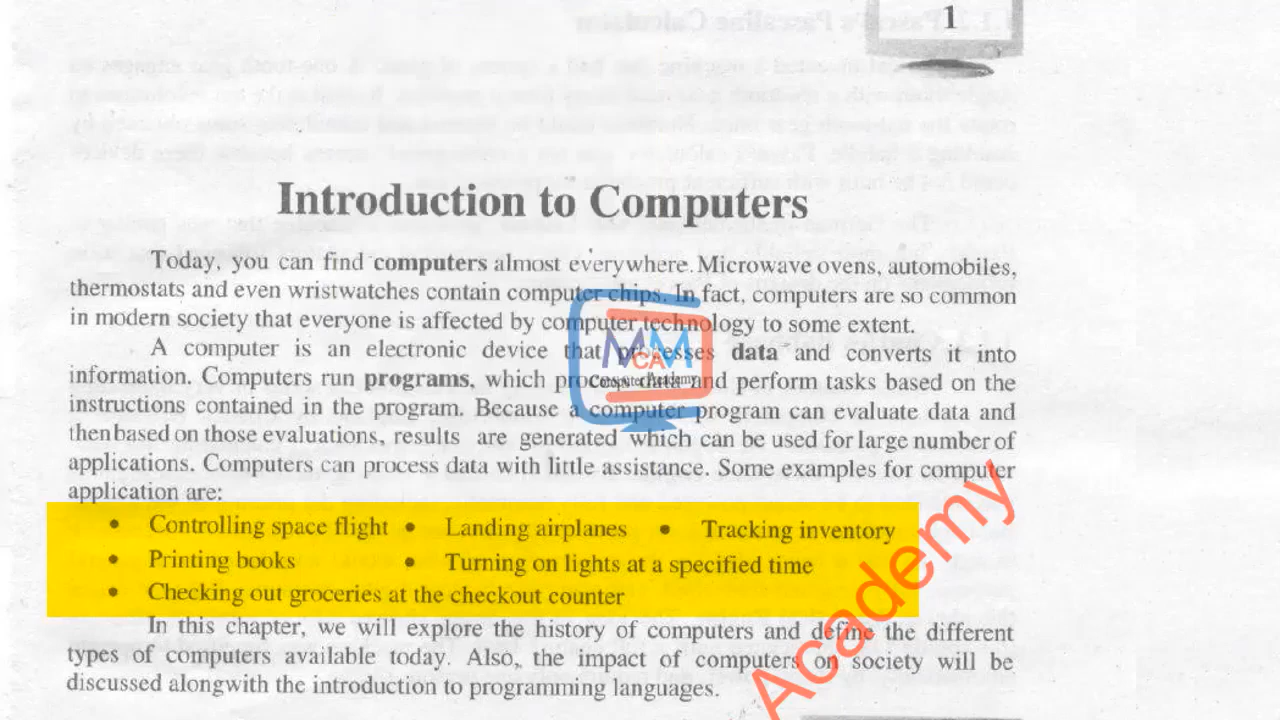 1
Introduction to Computers
Today, you can find computers almost everywhere. Microwave ovens, automobiles,
thermostats and even wristwatches contain computer chips. In fact, computers are so common
in modern society that everyone is affected by computer technology to some extent.
A computer is an electronic device that processes data and converts it into
information. Computers run programs, which process data and perform tasks based on the
instructions contained in the program. Because a computer program can evaluate data and
then based on those evaluations, results are generated which can be used for large number of
applications. Computers can process data with little assistance. Some examples for computer
application are:
• Controlling space flight • Landing airplanes • Tracking inventory
• Printing books • Turning on lights at a specified time
• Checking out groceries at the checkout counter
In this chapter, we will explore the history of computers and define the different
types of computers available today. Also, the impact of computers on society will be
discussed alongwith the introduction to programming languages.
MCAM
Computer Academy
Academy